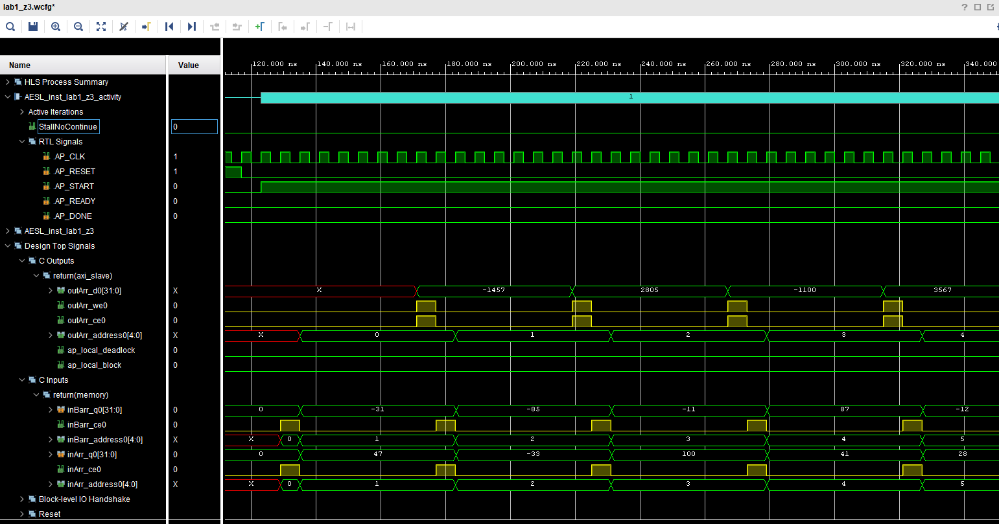 lab1_z3.wcfg*
Name Value
120.000 ns 140.000 ns 160.000 ns 180.000 ns 200.000 ns 220.000 ns 240.000 ns 260.000 ns 280.000 ns 300.000 ns 320.000 ns 340.000
HLS Process Summary
AESL_inst_lab1_z3_activity 1
Active Iterations
StallNoContinue 0
RTL Signals
.AP_CLK 1
.AP_RESET 1
.AP_START 0
.AP_READY 0
.AP_DONE 0
AESL_inst_lab1_z3
Design Top Signals
C Outputs
return(axi_slave)
outArr_d0[31:0] X X -1457 2805 -1100 3567
outArr_we0 0
outArr_ce0 0
outArr_address0[4:0] X X 0 1 2 3 4
ap_local_deadlock 0
ap_local_block 0
C Inputs
return(memory)
inBarr_q0[31:0] 0 0 -31 -85 -11 87 -12
inBarr_ce0 0
inBarr_address0[4:0] X X 0 1 2 3 4 5
inArr_q0[31:0] 0 0 47 -33 100 41 28
inArr_ce0 0
inArr_address0[4:0] X X 0 1 2 3 4 5
Block-level IO Handshake
Reset